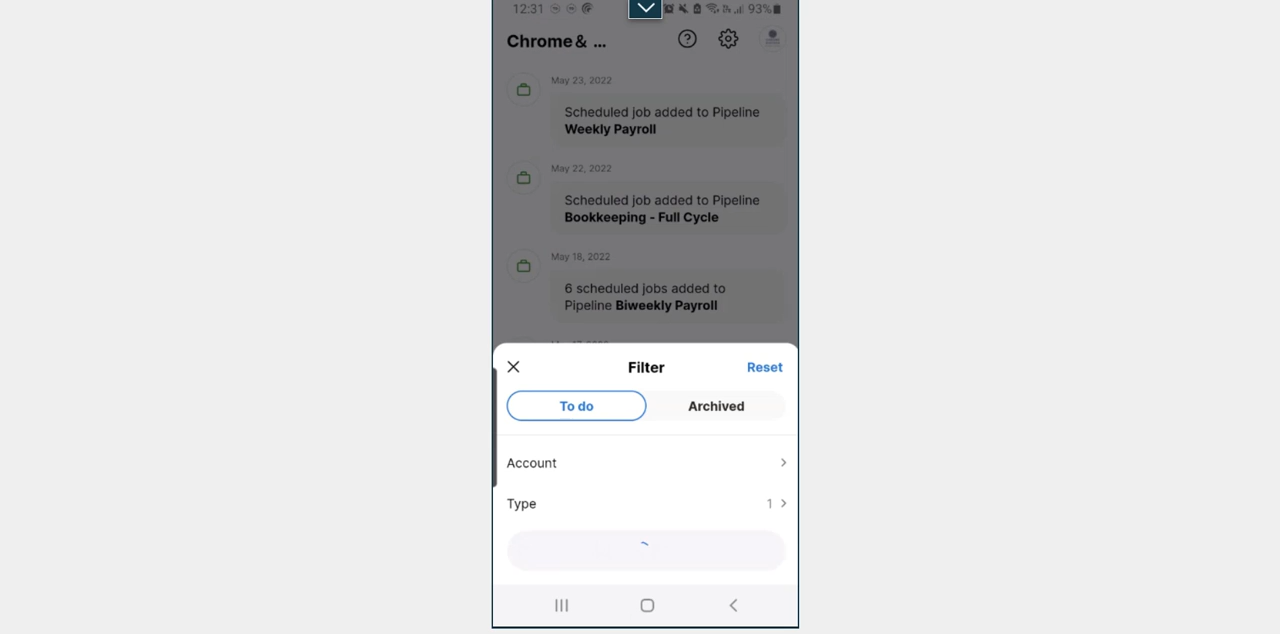 12:31
93%
Chrome & ...
May 23, 2022
Scheduled job added to Pipeline
Weekly Payroll
May 22, 2022
Scheduled job added to Pipeline
Bookkeeping - Full Cycle
May 18, 2022
6 scheduled jobs added to
Pipeline Biweekly Payroll
Filter
Reset
To do
Archived
Account
Type
1